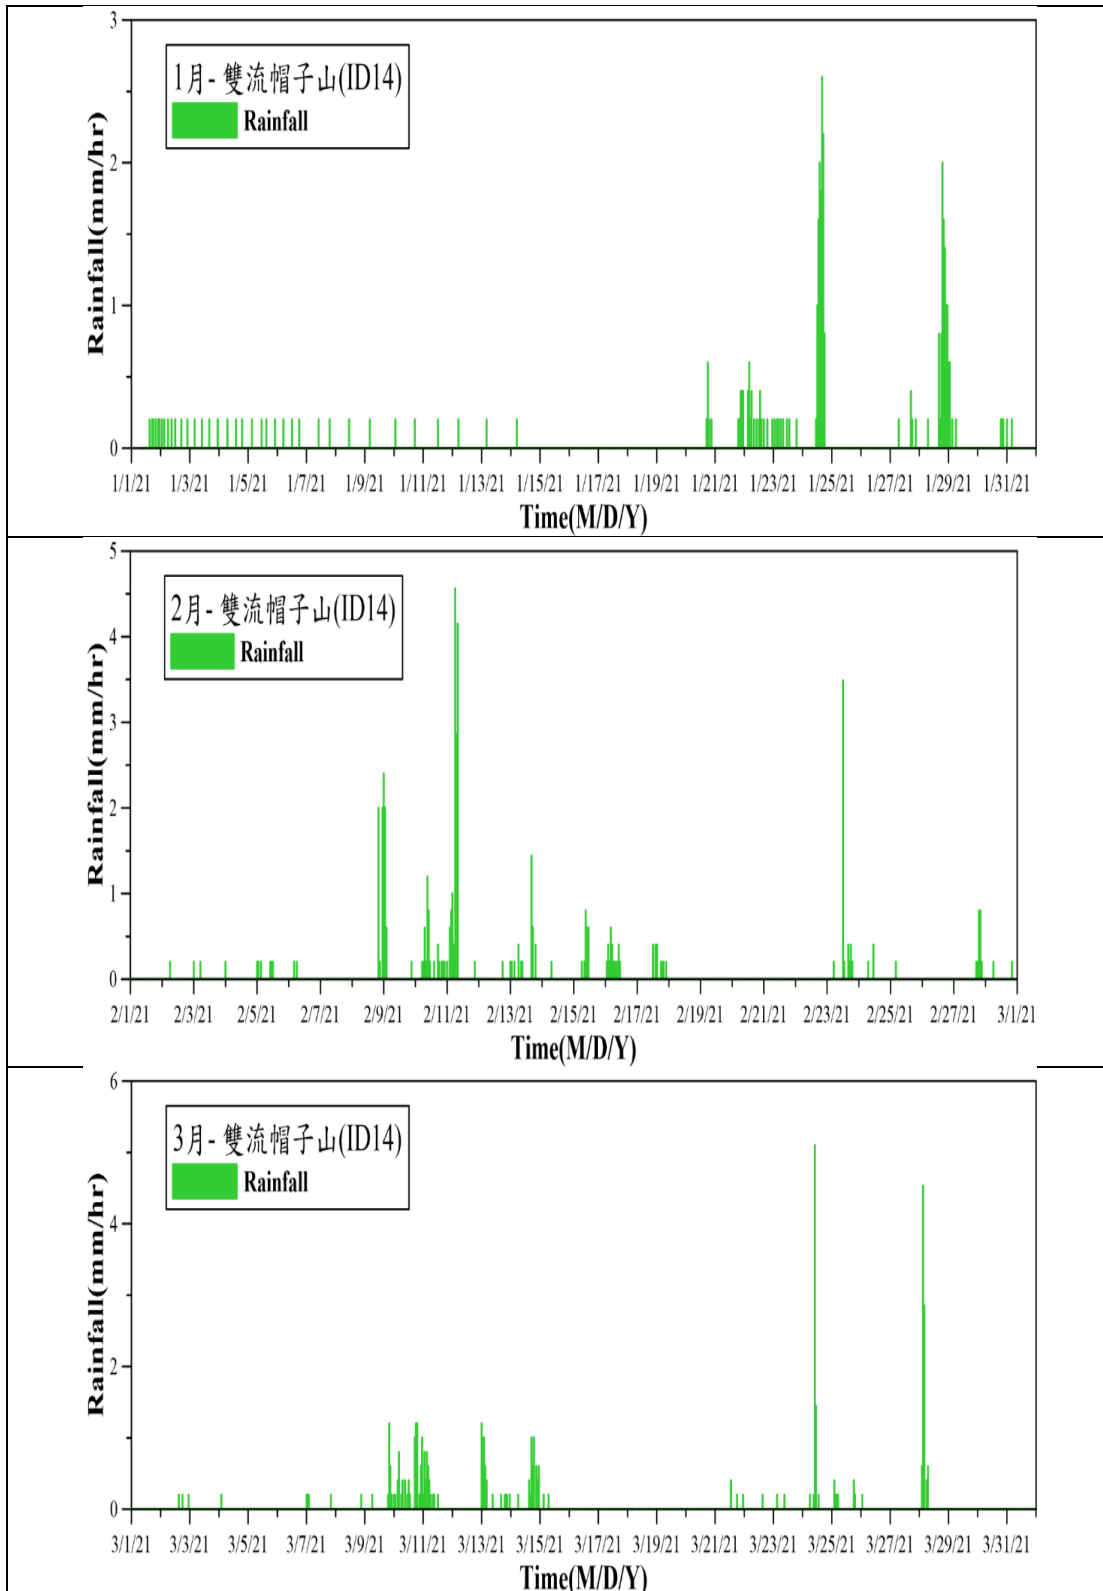 3
1月- 雙流帽子山(ID14)
Rainfall
2
1
0
Rainfall(mm/hr)
1/1/21 1/3/21 1/5/21 1/7/21 1/9/21 1/11/21 1/13/21 1/15/21 1/17/21 1/19/21 1/21/21 1/23/21 1/25/21 1/27/21 1/29/21 1/31/21
Time(M/D/Y)
5
2月- 雙流帽子山(ID14)
Rainfall
4
3
2
1
0
Rainfall(mm/hr)
2/1/21 2/3/21 2/5/21 2/7/21 2/9/21 2/11/21 2/13/21 2/15/21 2/17/21 2/19/21 2/21/21 2/23/21 2/25/21 2/27/21 3/1/21
Time(M/D/Y)
6
3月- 雙流帽子山(ID14)
Rainfall
4
2
0
Rainfall(mm/hr)
3/1/21 3/3/21 3/5/21 3/7/21 3/9/21 3/11/21 3/13/21 3/15/21 3/17/21 3/19/21 3/21/21 3/23/21 3/25/21 3/27/21 3/29/21 3/31/21
Time(M/D/Y)